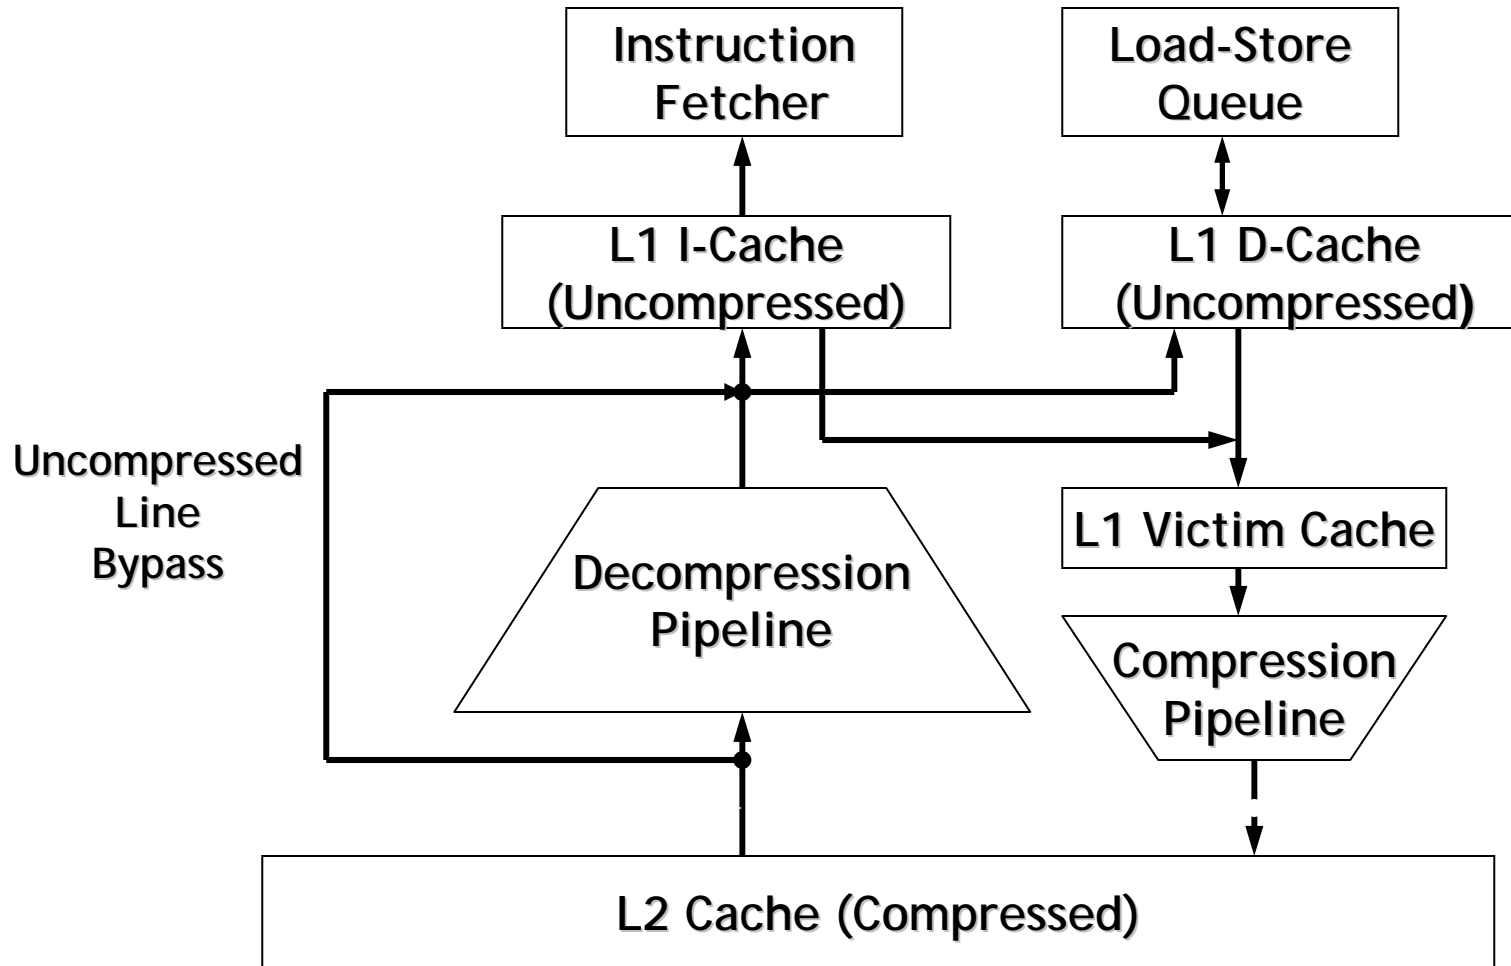 Instruction
Fetcher
Load-Store
Queue
L1 I-Cache
(Uncompressed)
L1 D-Cache
(Uncompressed)
Uncompressed
Line
Bypass
Decompression
Pipeline
L1 Victim Cache
Compression
Pipeline
L2 Cache (Compressed)